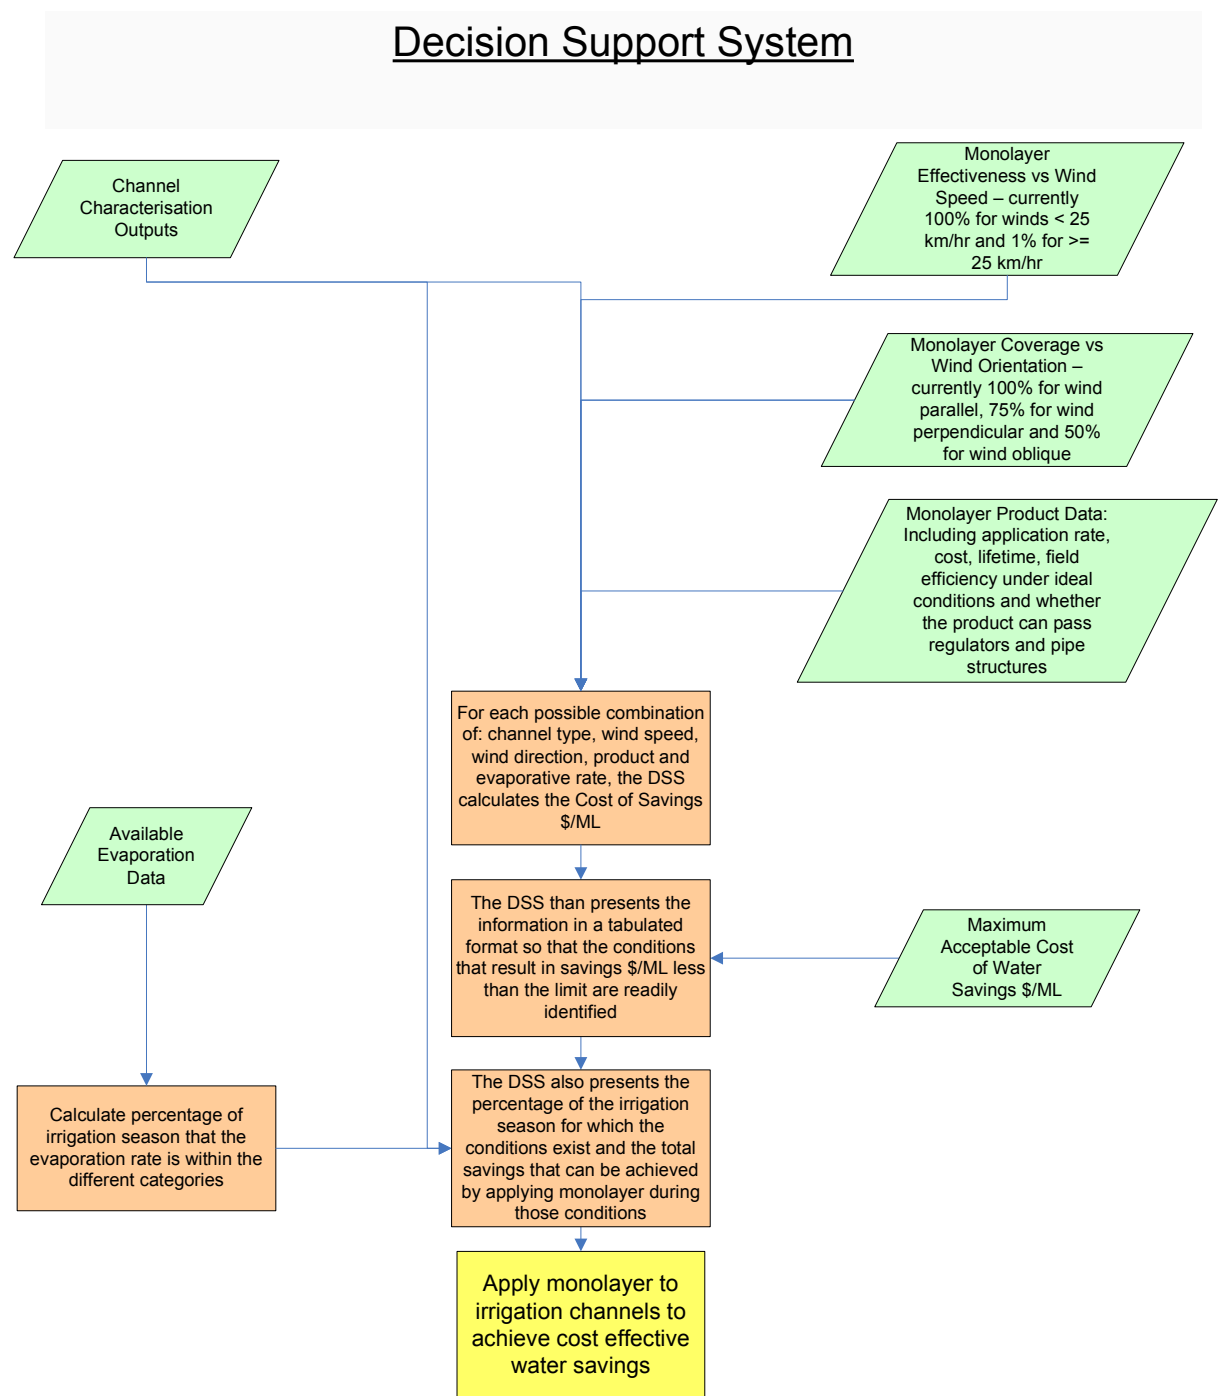 Decision Support System
Channel
Characterisation
Outputs
Monolayer
Effectiveness vs Wind
Speed – currently
100% for winds < 25
km/hr and 1% for >=
25 km/hr
Monolayer Coverage vs
Wind Orientation –
currently 100% for wind
parallel, 75% for wind
perpendicular and 50%
for wind oblique
Monolayer Product Data:
Including application rate,
cost, lifetime, field
efficiency under ideal
conditions and whether
the product can pass
regulators and pipe
structures
For each possible combination
of: channel type, wind speed,
wind direction, product and
evaporative rate, the DSS
calculates the Cost of Savings
$/ML
Available
Evaporation
Data
The DSS than presents the
information in a tabulated
format so that the conditions
that result in savings $/ML less
than the limit are readily
identified
Maximum
Acceptable Cost
of Water
Savings $/ML
Calculate percentage of
irrigation season that the
evaporation rate is within the
different categories
The DSS also presents the
percentage of the irrigation
season for which the
conditions exist and the total
savings that can be achieved
by applying monolayer during
those conditions
Apply monolayer to
irrigation channels to
achieve cost effective
water savings